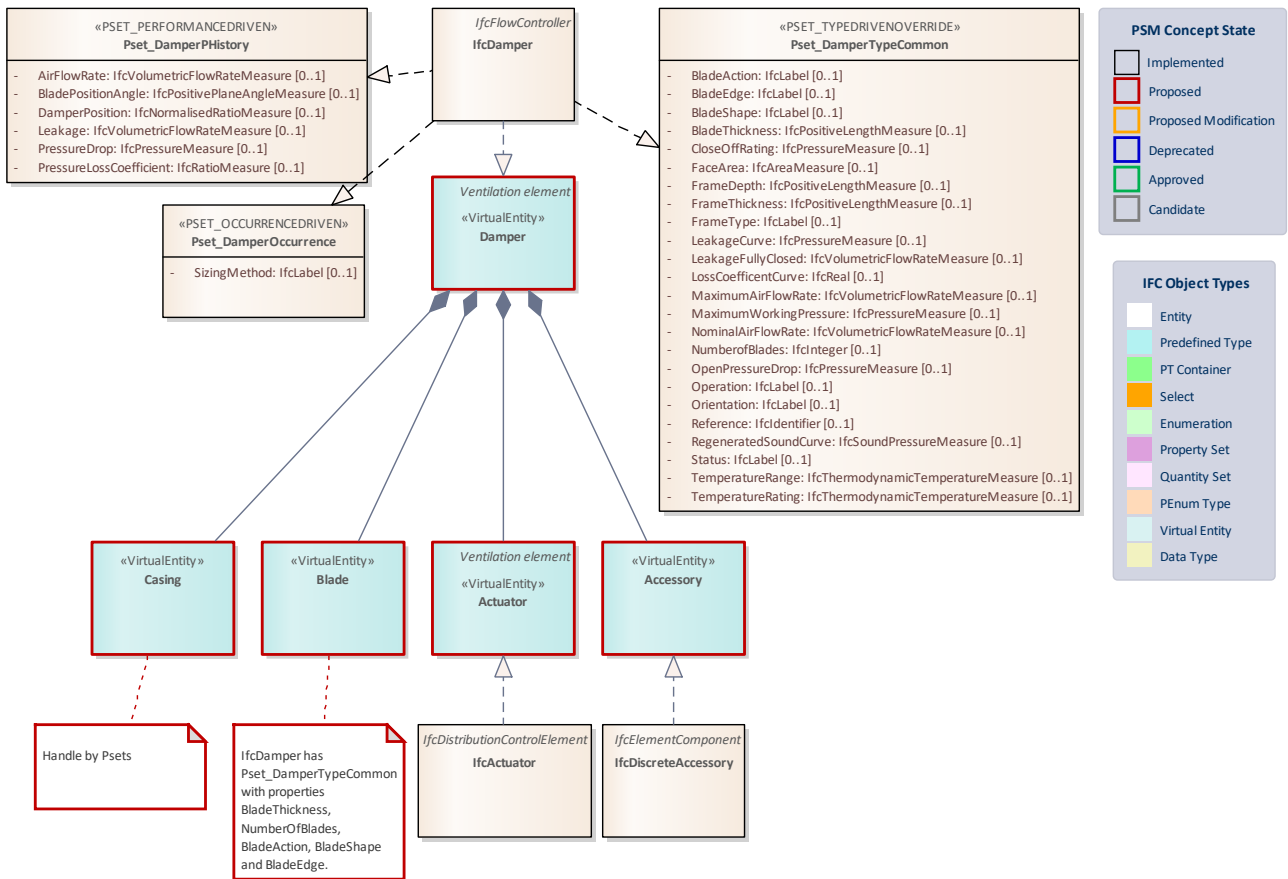 «PSET_PERFORMANCEDRIVEN»
Pset_DamperPHistory
- AirFlowRate: IfcVolumetricFlowRateMeasure [0..1]
- BladePositionAngle: IfcPositivePlaneAngleMeasure [0..1]
- DamperPosition: IfcNormalisedRatioMeasure [0..1]
- Leakage: IfcVolumetricFlowRateMeasure [0..1]
- PressureDrop: IfcPressureMeasure [0..1]
- PressureLossCoefficient: IfcRatioMeasure [0..1]
IfcFlowController
IfcDamper
«PSET_TYPEDRIVENOVERRIDE»
Pset_DamperTypeCommon
- BladeAction: IfcLabel [0..1]
- BladeEdge: IfcLabel [0..1]
- BladeShape: IfcLabel [0..1]
- BladeThickness: IfcPositiveLengthMeasure [0..1]
- CloseOffRating: IfcPressureMeasure [0..1]
- FaceArea: IfcAreaMeasure [0..1]
- FrameDepth: IfcPositiveLengthMeasure [0..1]
- FrameThickness: IfcPositiveLengthMeasure [0..1]
- FrameType: IfcLabel [0..1]
- LeakageCurve: IfcPressureMeasure [0..1]
- LeakageFullyClosed: IfcVolumetricFlowRateMeasure [0..1]
- LossCoefficentCurve: IfcReal [0..1]
- MaximumAirFlowRate: IfcVolumetricFlowRateMeasure [0..1]
- MaximumWorkingPressure: IfcPressureMeasure [0..1]
- NominalAirFlowRate: IfcVolumetricFlowRateMeasure [0..1]
- NumberofBlades: IfcInteger [0..1]
- OpenPressureDrop: IfcPressureMeasure [0..1]
- Operation: IfcLabel [0..1]
- Orientation: IfcLabel [0..1]
- Reference: IfcIdentifier [0..1]
- RegeneratedSoundCurve: IfcSoundPressureMeasure [0..1]
- Status: IfcLabel [0..1]
- TemperatureRange: IfcThermodynamicTemperatureMeasure [0..1]
- TemperatureRating: IfcThermodynamicTemperatureMeasure [0..1]
PSM Concept State
Implemented
Proposed
Proposed Modification
Deprecated
Approved
Candidate
«PSET_OCCURRENCEDRIVEN»
Pset_DamperOccurrence
- SizingMethod: IfcLabel [0..1]
Ventilation element
«VirtualEntity»
Damper
IFC Object Types
Entity
Predefined Type
PT Container
Select
Enumeration
Property Set
Quantity Set
PEnum Type
Virtual Entity
Data Type
«VirtualEntity»
Casing
«VirtualEntity»
Blade
Ventilation element
«VirtualEntity»
Actuator
«VirtualEntity»
Accessory
Handle by Psets
IfcDamper has
Pset_DamperTypeCommon
with properties
BladeThickness,
NumberOfBlades,
BladeAction, BladeShape
and BladeEdge.
IfcDistributionControlElement
IfcActuator
IfcElementComponent
IfcDiscreteAccessory